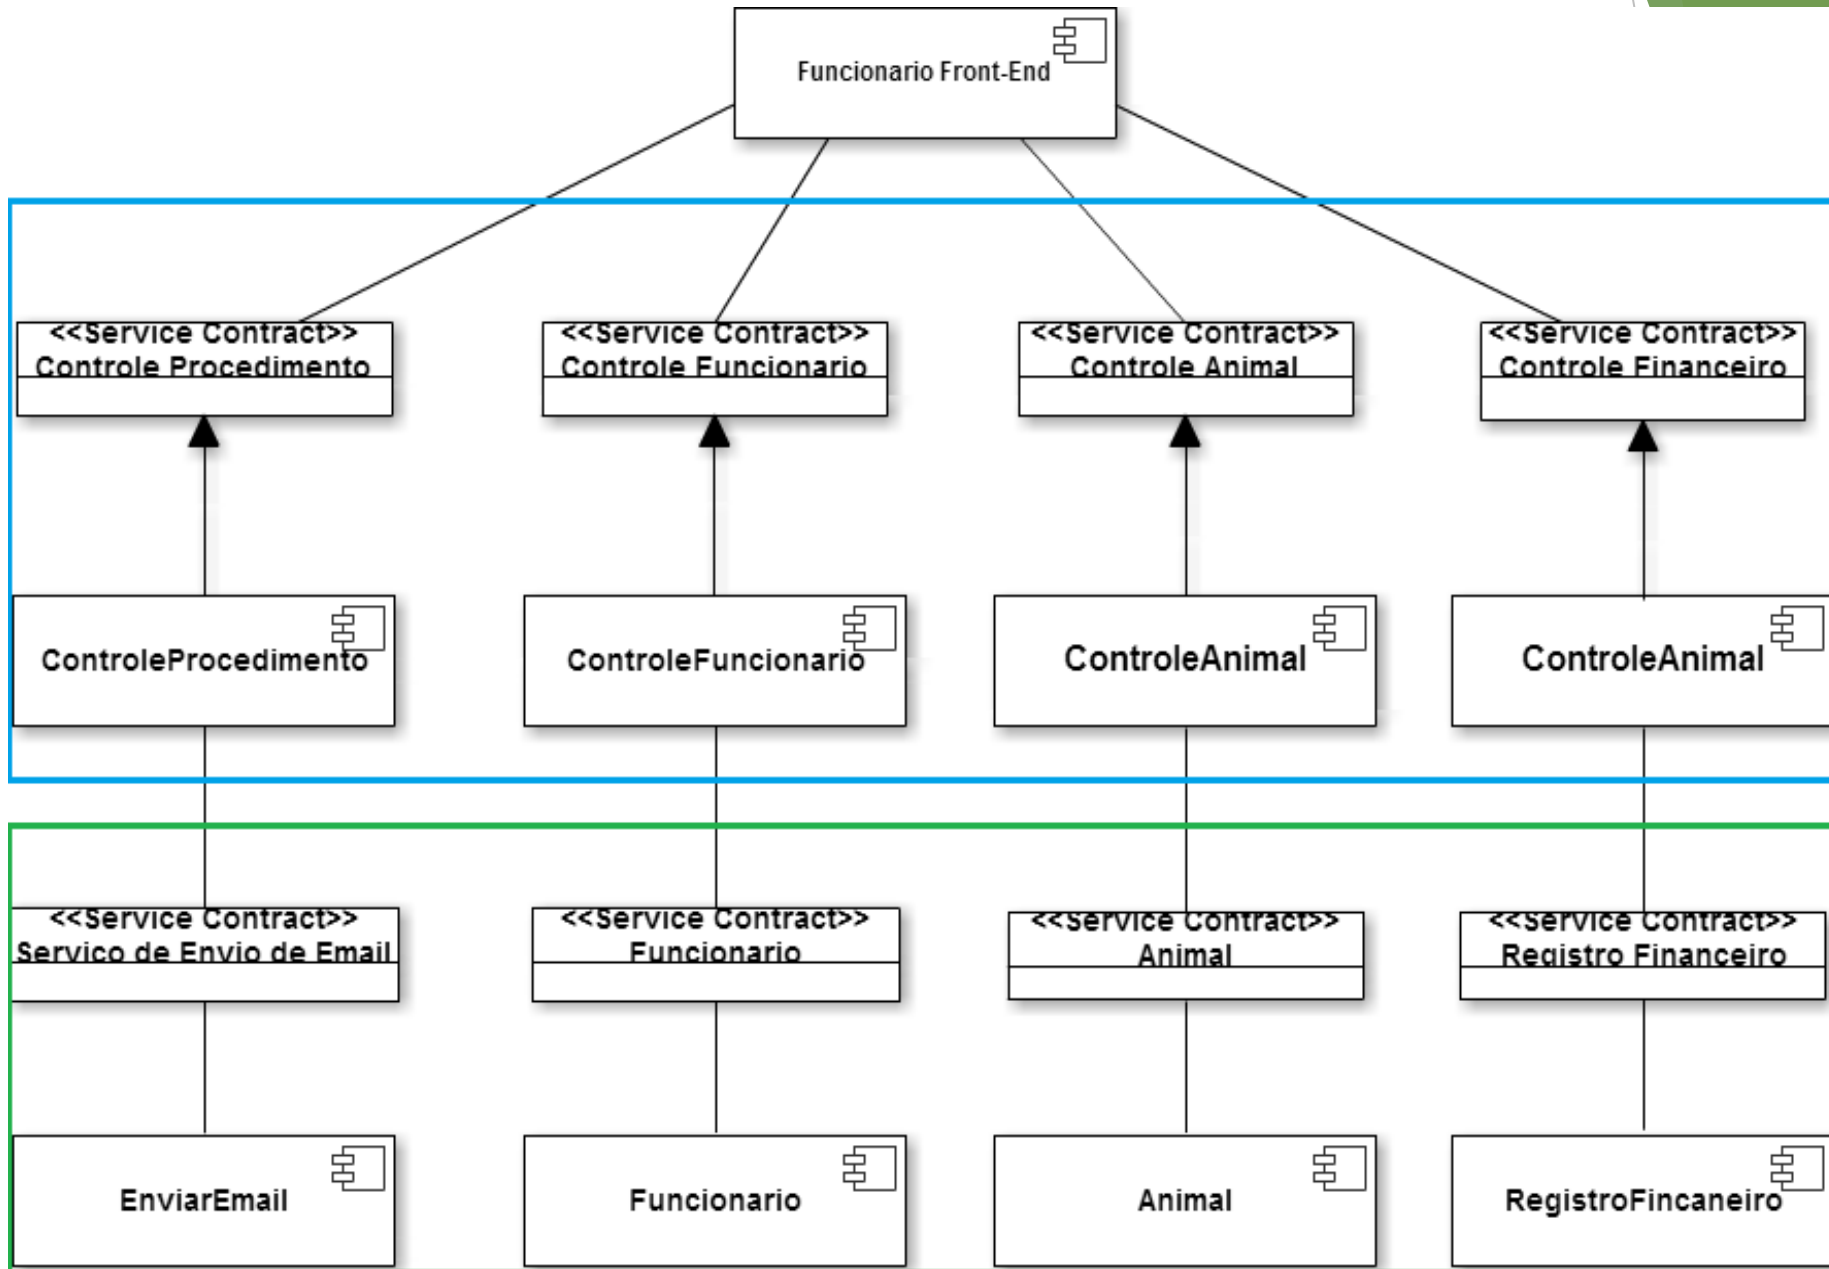 Funcionario Front-End
<<Service Contract>>
Controle Procedimento
<<Service Contract>>
Controle Funcionario
<<Service Contract>>
Controle Animal
<<Service Contract>>
Controle Financeiro
ControleProcedimento
ControleFuncionario
ControleAnimal
ControleAnimal
<<Service Contract>>
Servico de Envio de Email
<<Service Contract>>
Funcionario
<<Service Contract>>
Animal
<<Service Contract>>
Registro Financeiro
EnviarEmail
Funcionario
Animal
RegistroFincaneiro